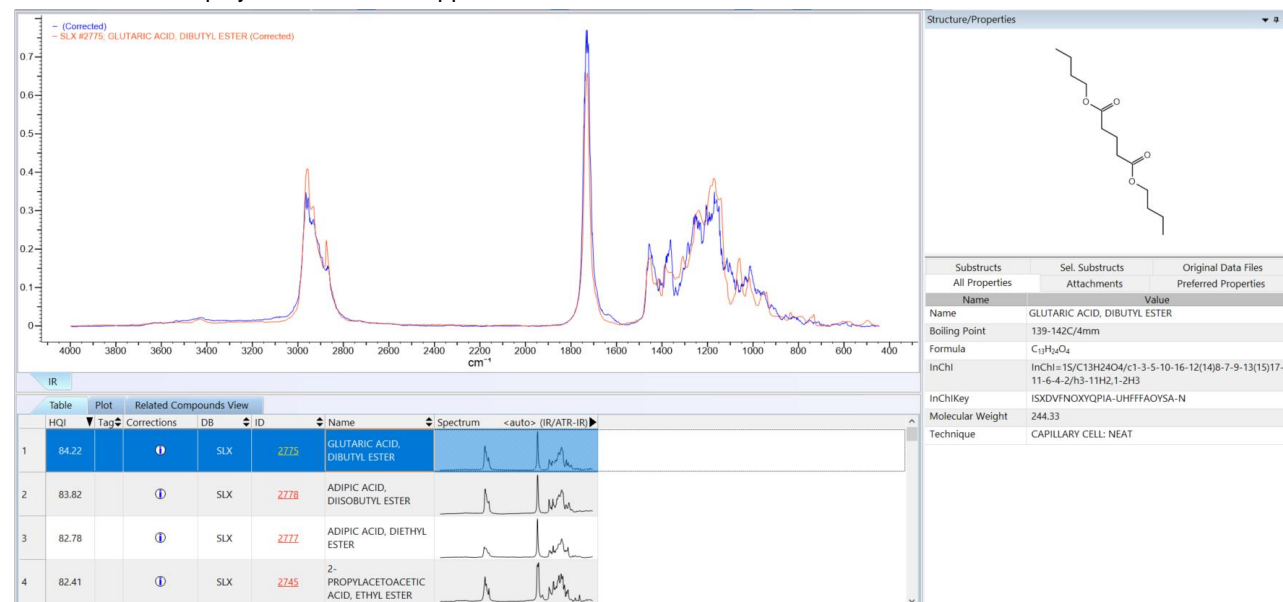 Structure/Properties
– (Corrected)
– SLX #2775; GLUTARIC ACID, DIBUTYL ESTER (Corrected)
0.7
0.6
0.5
0.4
0.3
0.2
0.1
0
4000 3800 3600 3400 3200 3000 2800 2600 2400 2200 2000 1800 1600 1400 1200 1000 800 600 400
cm⁻¹
IR
O
O
O
O
Substructs Sel. Substructs Original Data Files
All Properties Attachments Preferred Properties
Name Value
Name GLUTARIC ACID, DIBUTYL ESTER
Boiling Point 139-142C/4mm
Formula C₁₃H₂₄O₄
InChI InChI=1S/C13H24O4/c1-3-5-10-16-12(14)8-7-9-13(15)17-
11-6-4-2/h3-11H2,1-2H3
InChIKey ISXDVFNOXYQPIA-UHFFFAOYSA-N
Molecular Weight 244.33
Technique CAPILLARY CELL: NEAT
Table Plot Related Compounds View
HQI Tag Corrections DB ID Name Spectrum <auto> (IR/ATR-IR)
1 84.22 SLX 2775 GLUTARIC ACID,
DIBUTYL ESTER
2 83.82 SLX 2778 ADIPIC ACID,
DIISOBUTYL ESTER
3 82.78 SLX 2777 ADIPIC ACID, DIETHYL
ESTER
4 82.41 SLX 2745 2-
PROPYLACETOACETIC
ACID, ETHYL ESTER